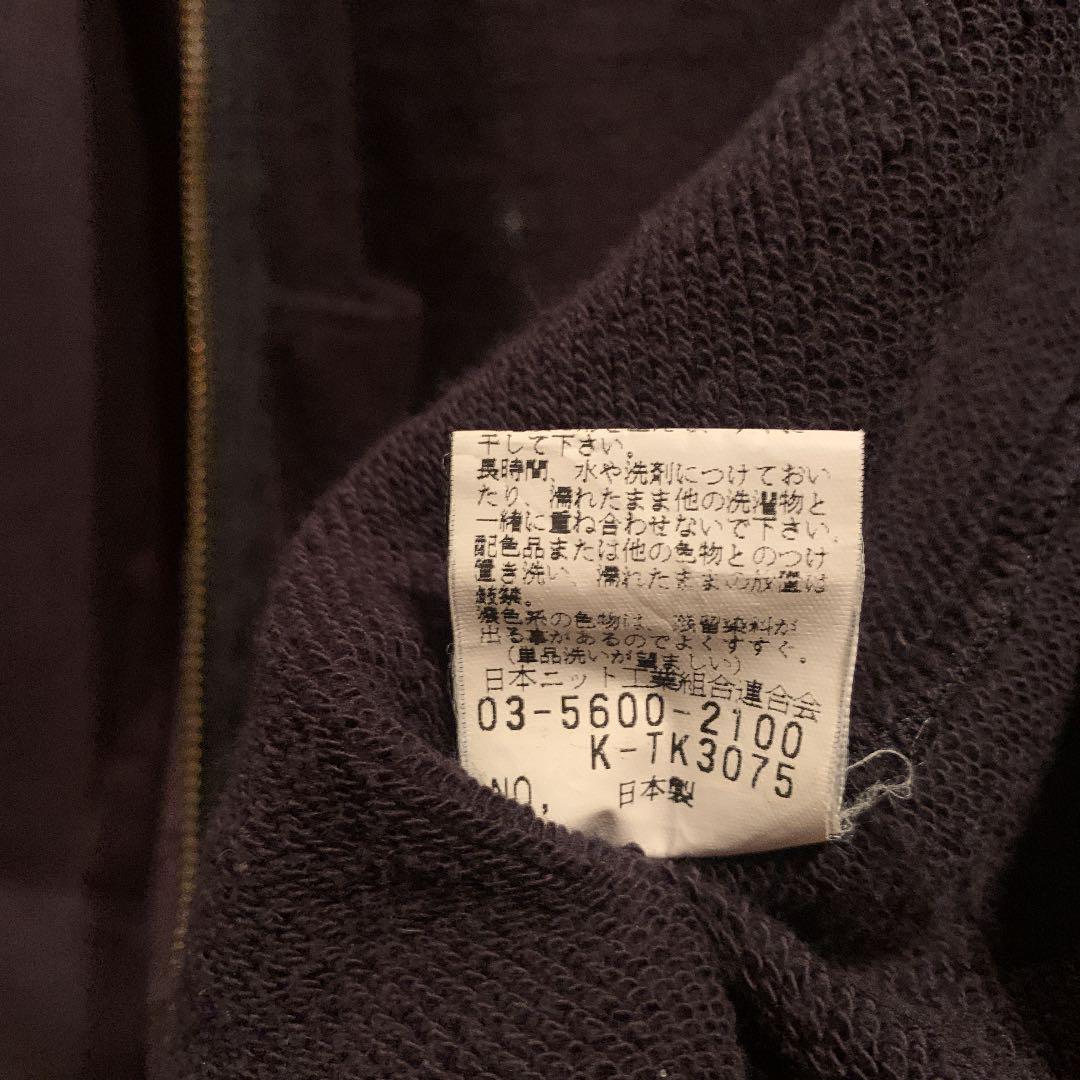 干して下さい。
長時間、水や洗剤につけておい
たり、濡れたまま他の洗濯物と
一緒に重ね合わせないで下さい。
配色品または他の色物とのつけ
置き洗い、濡れたままの放置は
厳禁。
濃色系の色物は、残留染料が
出る事があるのでよくすすぐ。
(単品洗いが望ましい)
日本ニット工業組合連合会
03-5600-2100
K-TK3075
NO, 日本製